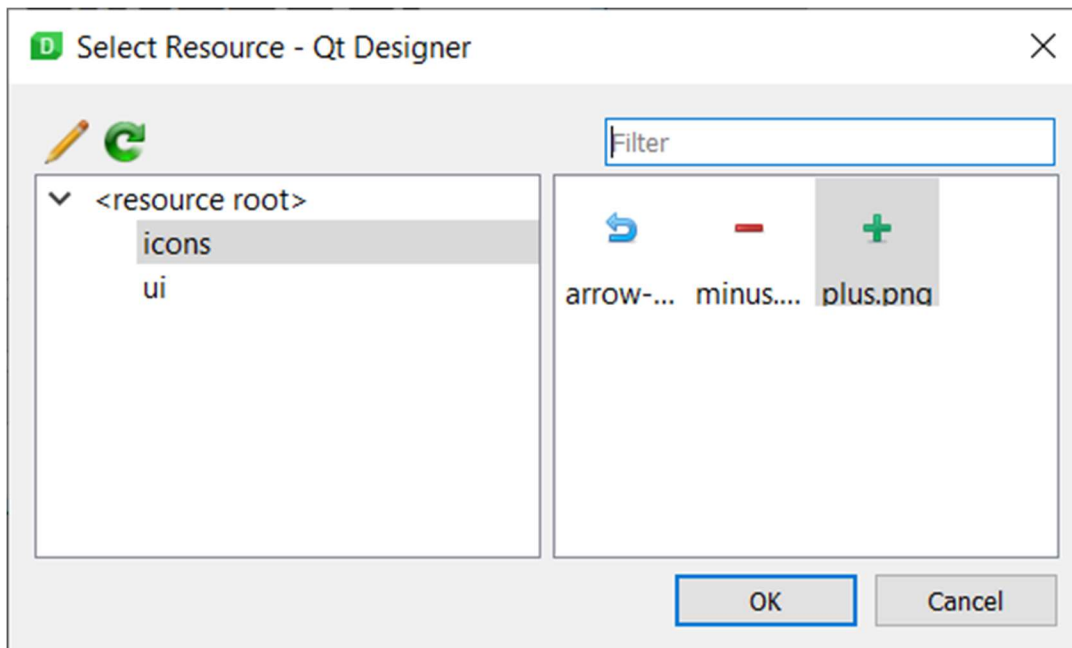 Select Resource - Qt Designer
Filter
<resource root>
icons
ui
arrow-... minus.... plus.png
OK Cancel